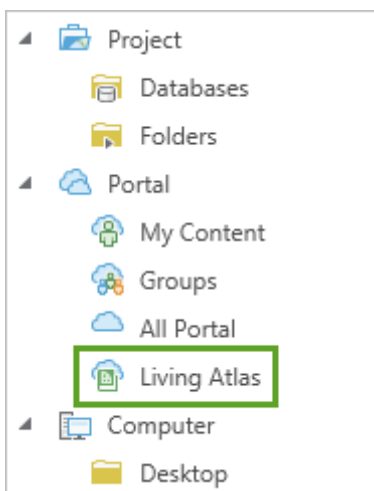 Project
Databases
Folders
Portal
My Content
Groups
All Portal
Living Atlas
Computer
Desktop